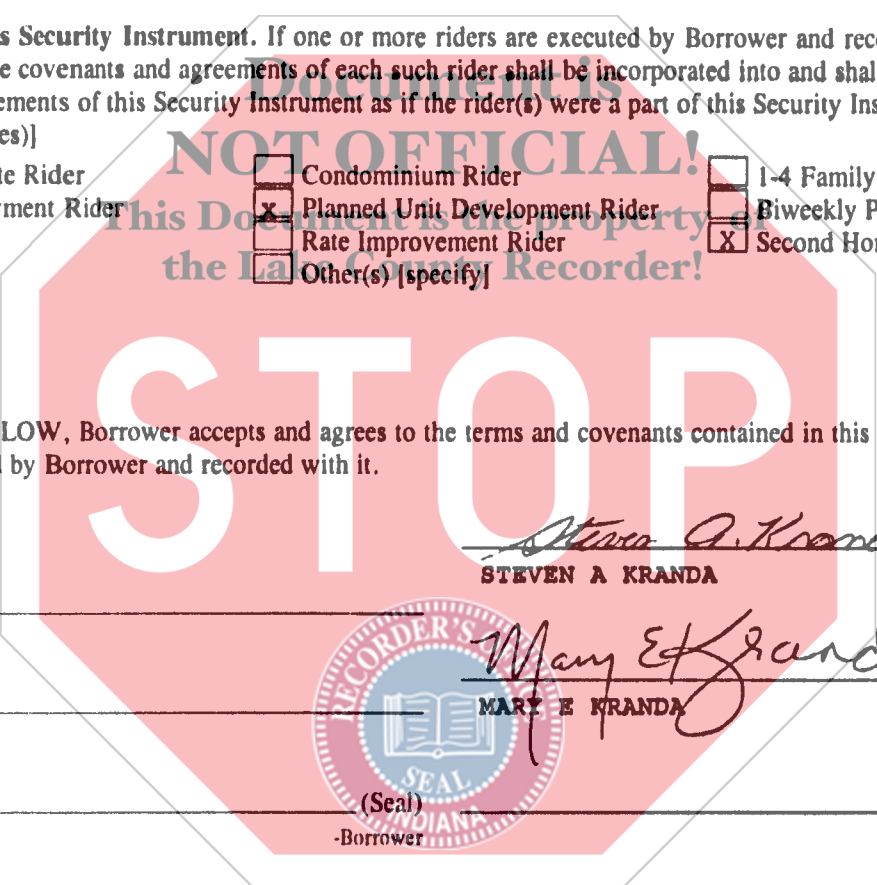 s Security Instrument. If one or more riders are executed by Borrower and rec
e covenants and agreements of each such rider shall be incorporated into and shal
ements of this Security Instrument as if the rider(s) were a part of this Security Ins
es)]
Document is
NOT OFFICIAL!
This Document is the property of
the Lake County Recorder!
te Rider
Condominium Rider
1-4 Family
yment Rider
X Planned Unit Development Rider
Biweekly P
Rate Improvement Rider
X Second Ho
Other(s) [specify]
STOP
LOW, Borrower accepts and agrees to the terms and covenants contained in this
d by Borrower and recorded with it.
Steven A. Krand
STEVEN A KRANDA
Mary E Krand
MARY E KRANDA
RECORDER'S OFFICE
SEAL
INDIANA
(Seal)
-Borrower